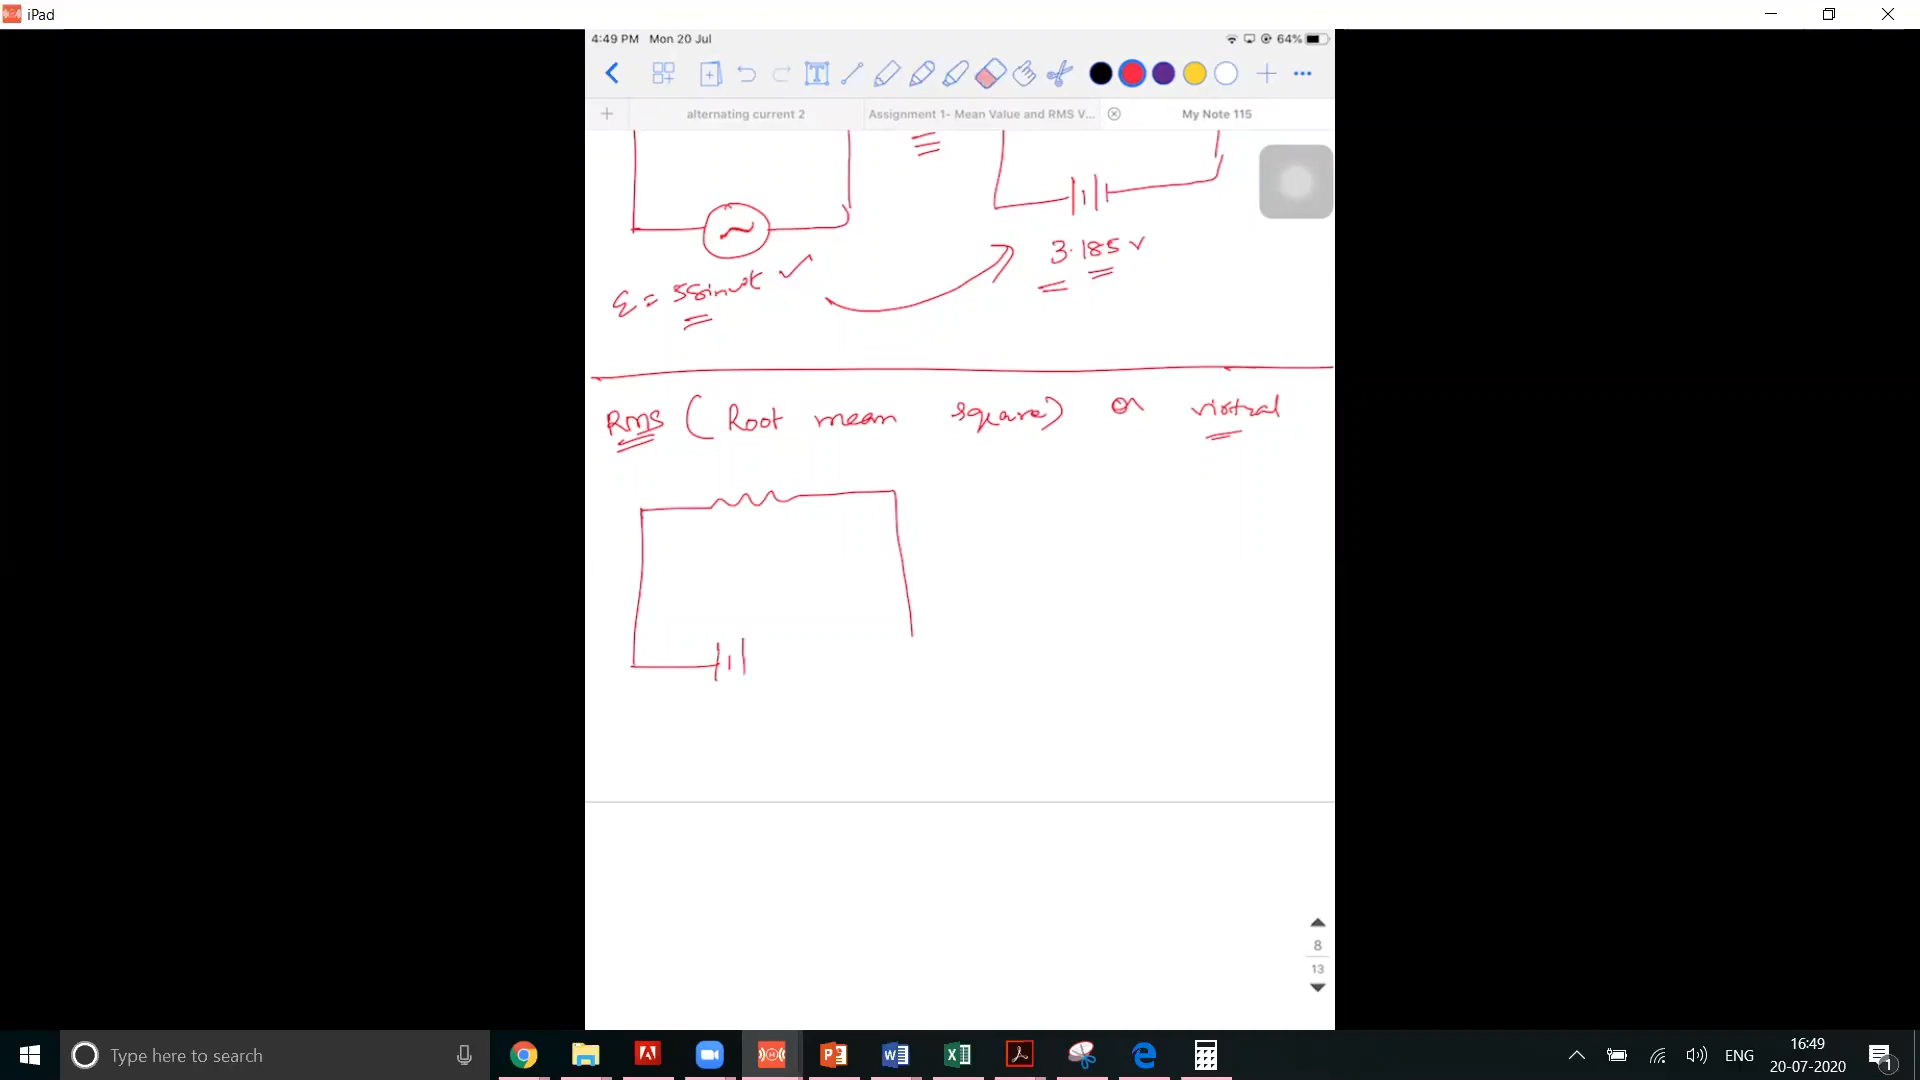 iPad
4:49 PM Mon 20 Jul
64%
T
alternating current 2
Assignment 1- Mean Value and RMS V...
My Note 115
3.185 v
ε = 5sinωt ✓
RMS (Root mean square) or virtual
8
13
Type here to search
ENG
16:49
20-07-2020
1